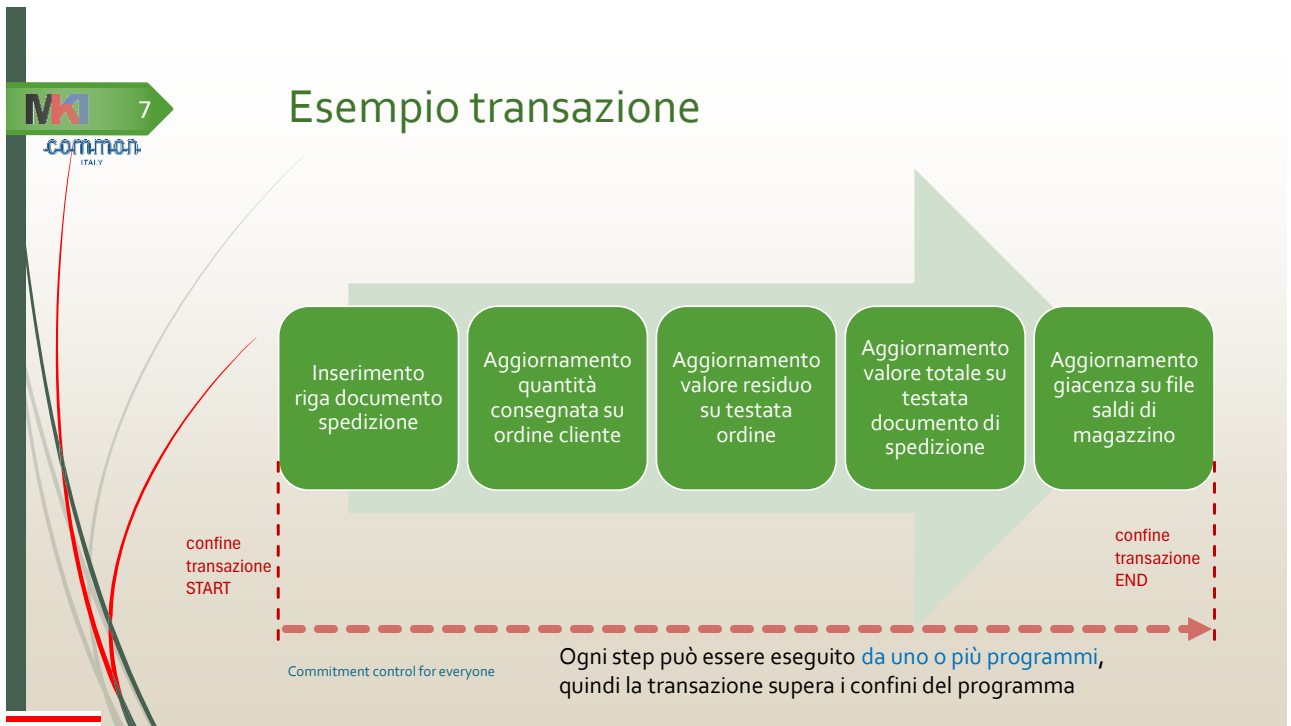 MK1
7
common
ITALY
Esempio transazione
Inserimento
riga documento
spedizione
Aggiornamento
quantità
consegnata su
ordine cliente
Aggiornamento
valore residuo
su testata
ordine
Aggiornamento
valore totale su
testata
documento di
spedizione
Aggiornamento
giacenza su file
saldi di
magazzino
confine
transazione
START
confine
transazione
END
Commitment control for everyone
Ogni step può essere eseguito da uno o più programmi,
quindi la transazione supera i confini del programma